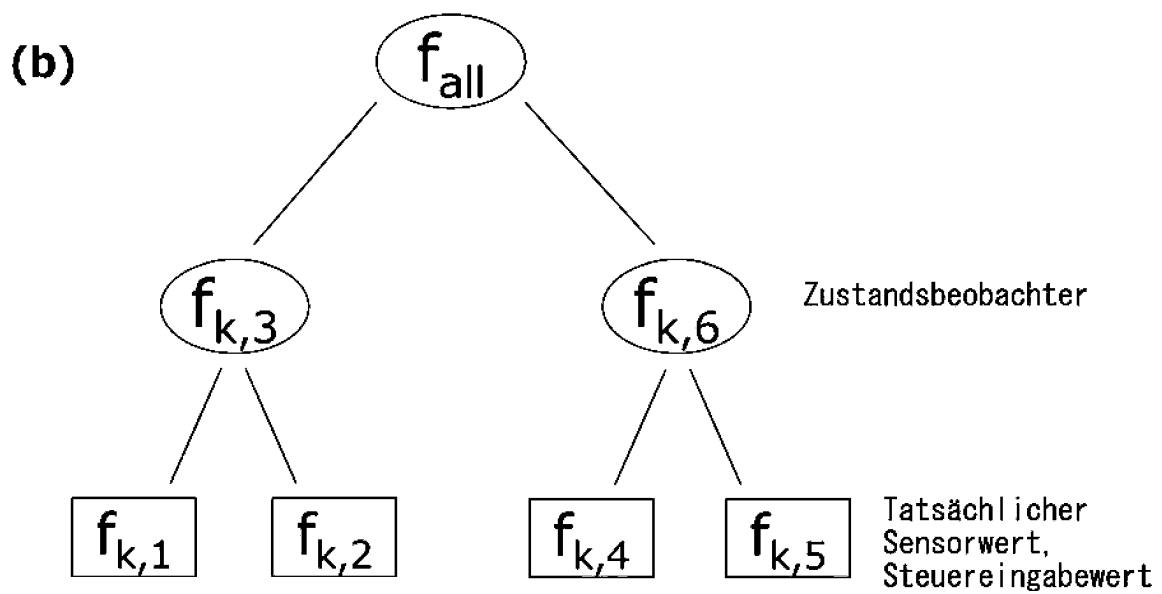 (b)
f_all
f_k,3
f_k,6
Zustandsbeobachter
f_k,1
f_k,2
f_k,4
f_k,5
Tatsächlicher
Sensorwert,
Steuereingabewert